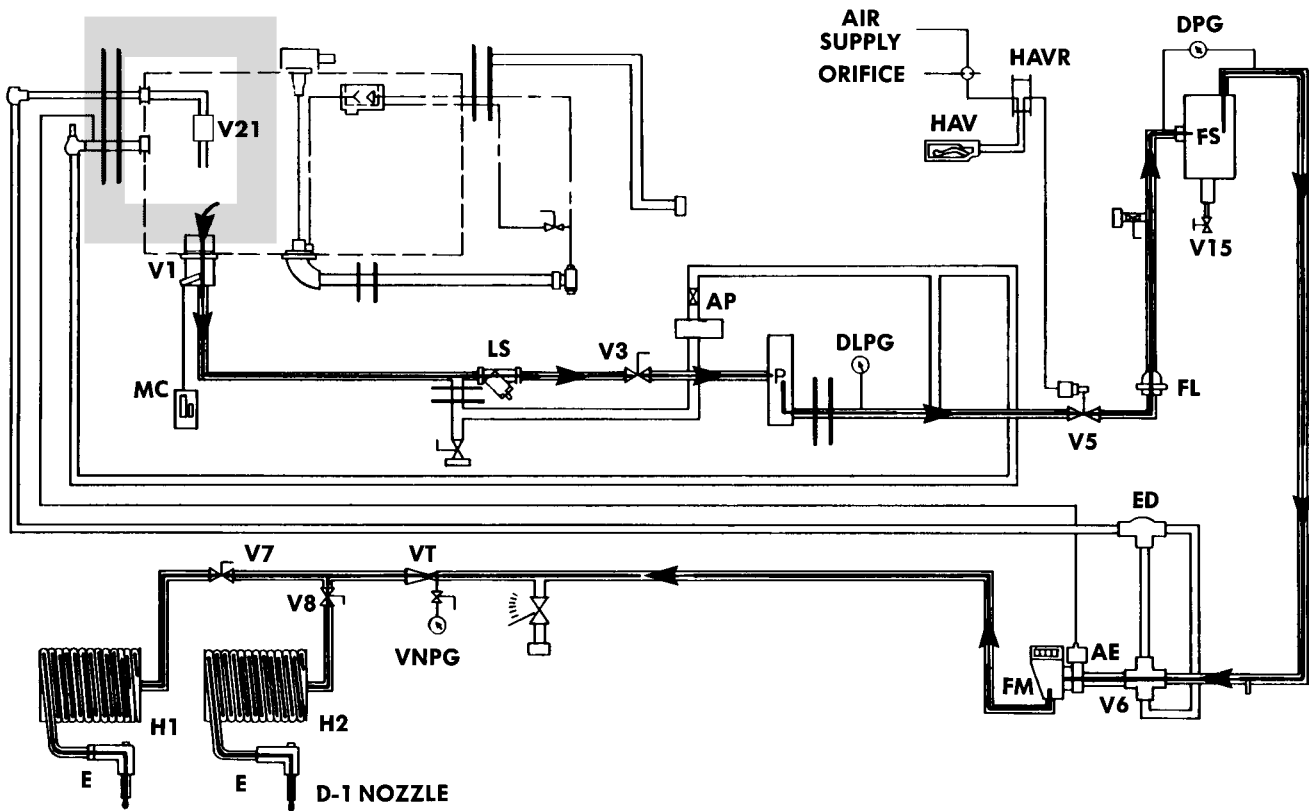 AIR
SUPPLY
ORIFICE
HAVR
HAV
DPG
FS
V15
V21
V1
MC
LS
V3
AP
P
DLPG
V5
FL
ED
V7
VT
V8
VNPG
AE
FM
V6
H1
H2
E
E
D-1 NOZZLE